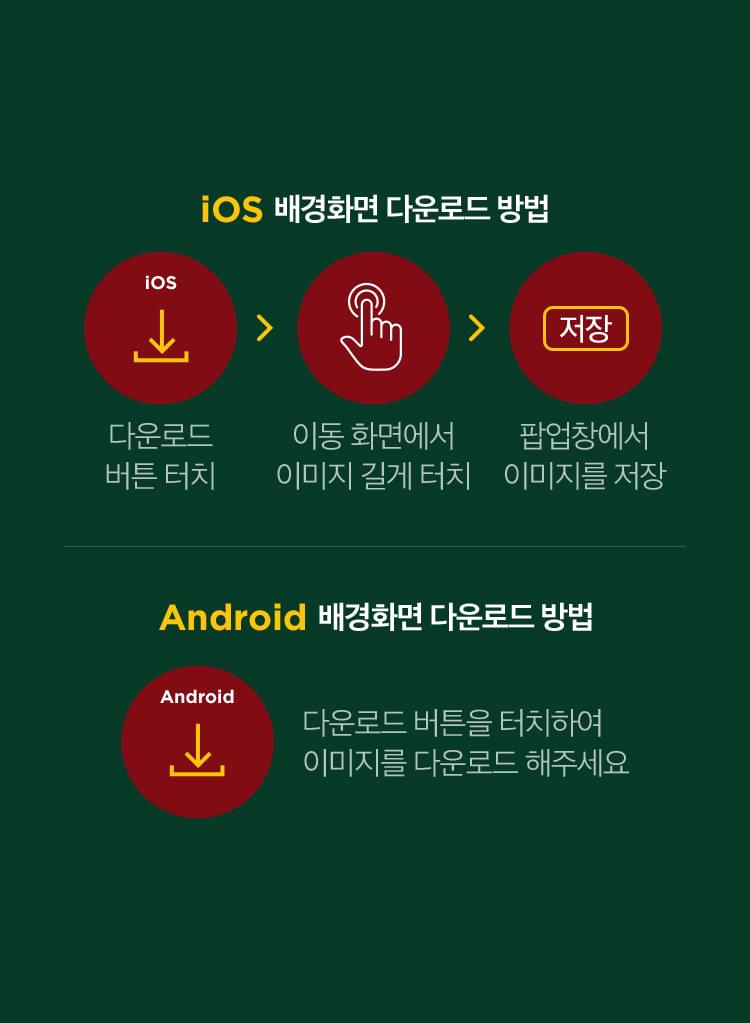 iOS 배경화면 다운로드 방법
iOS
저장
다운로드
버튼 터치
이동 화면에서
이미지 길게 터치
팝업창에서
이미지를 저장
Android 배경화면 다운로드 방법
Android
다운로드 버튼을 터치하여
이미지를 다운로드 해주세요